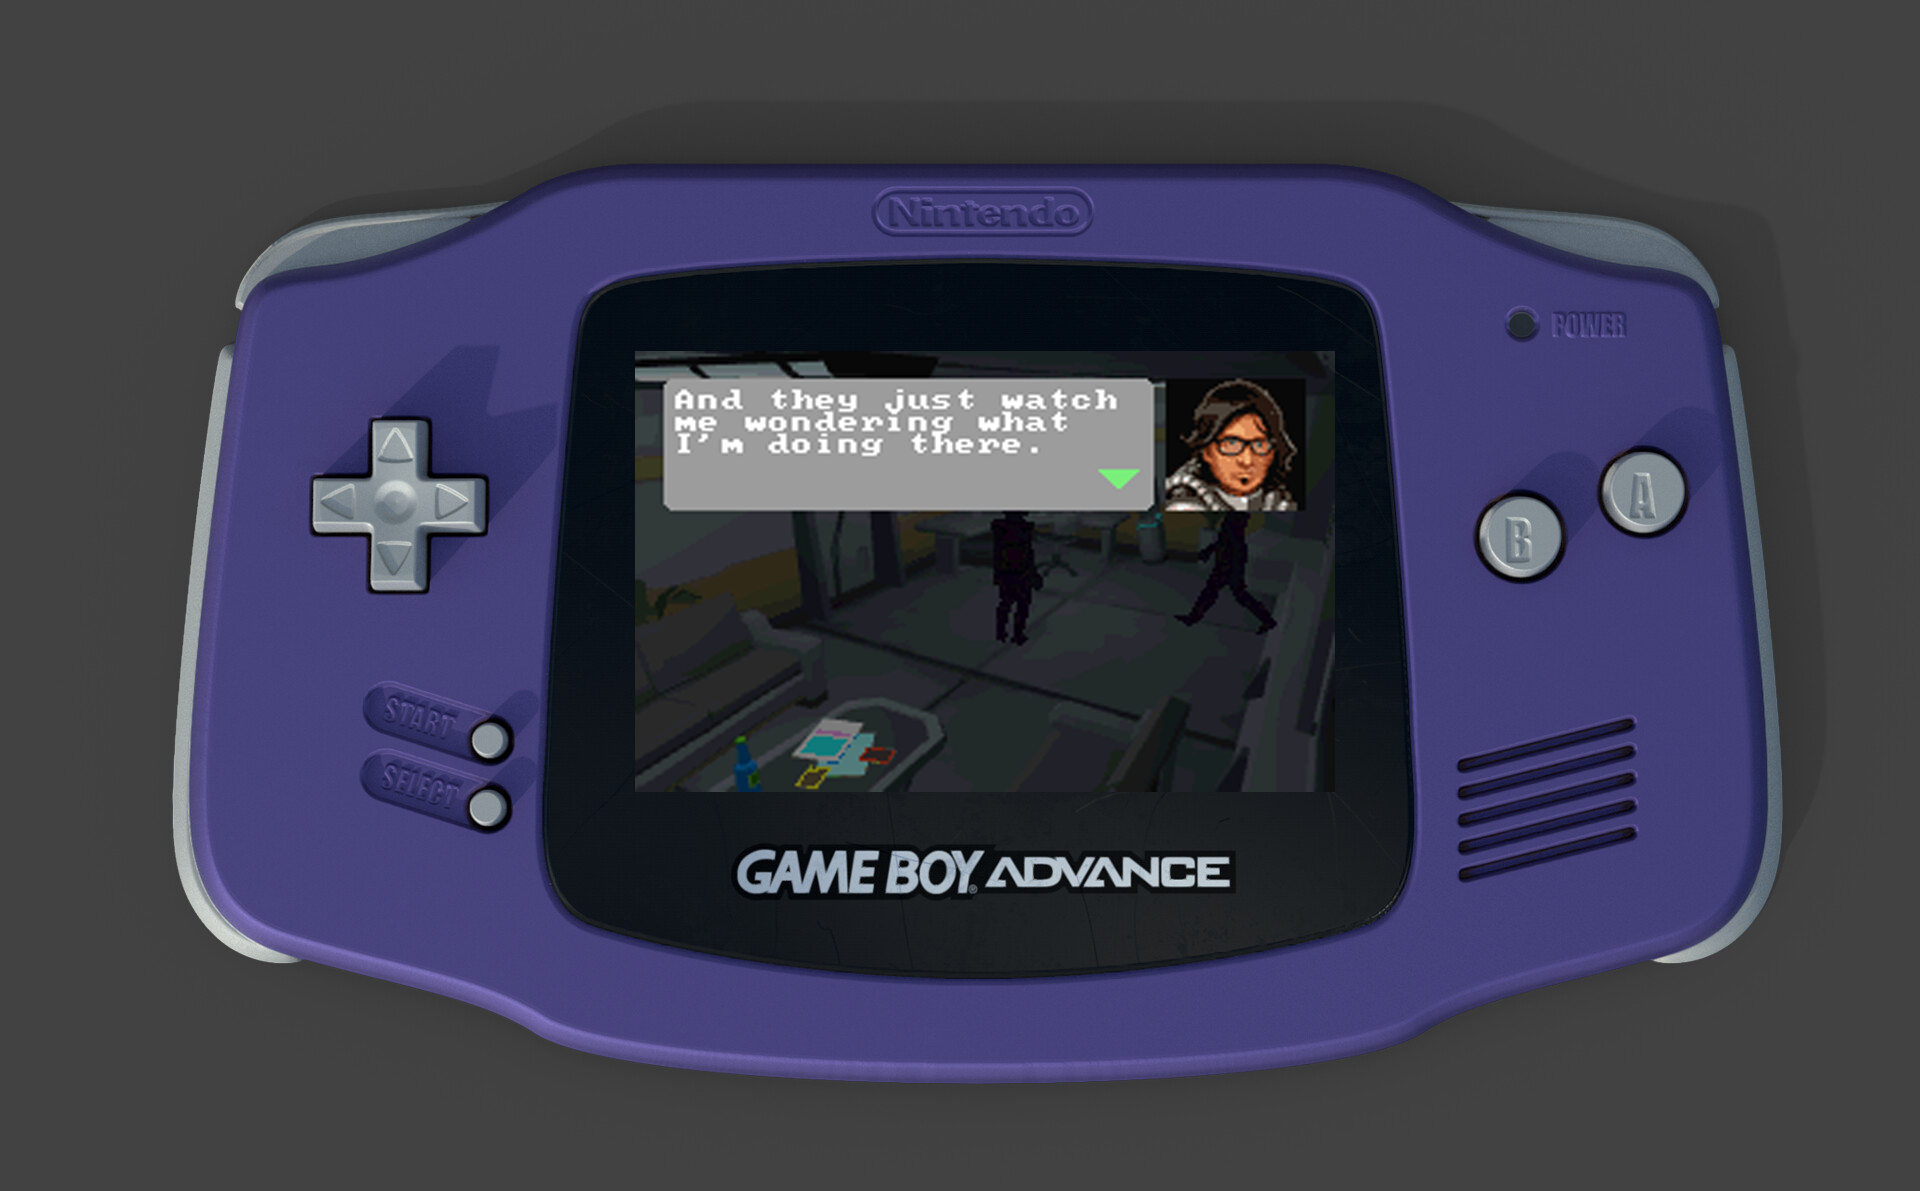 Nintendo
POWER
And they just watch
me wondering what
I'm doing there.
A
B
START
SELECT
GAME BOY ADVANCE